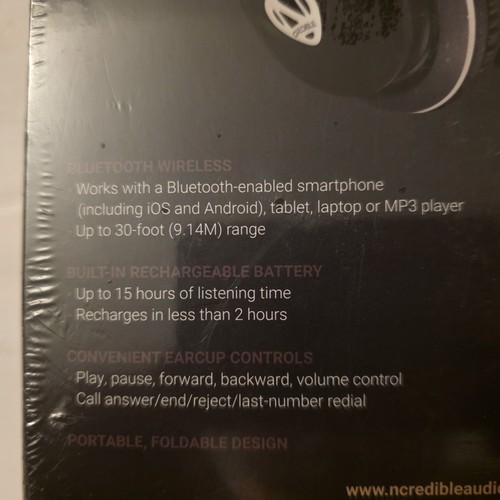 BLUETOOTH WIRELESS
Works with a Bluetooth-enabled smartphone
(including iOS and Android), tablet, laptop or MP3 player
Up to 30-foot (9.14M) range
BUILT-IN RECHARGEABLE BATTERY
Up to 15 hours of listening time
Recharges in less than 2 hours
CONVENIENT EARCUP CONTROLS
Play, pause, forward, backward, volume control
Call answer/end/reject/last-number redial
PORTABLE, FOLDABLE DESIGN
www.ncredibleaudio